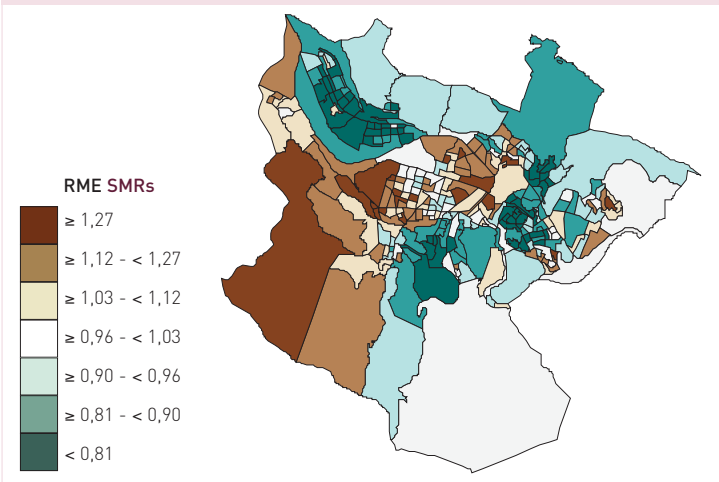 RME SMRs
≥ 1,27
≥ 1,12 - < 1,27
≥ 1,03 - < 1,12
≥ 0,96 - < 1,03
≥ 0,90 - < 0,96
≥ 0,81 - < 0,90
< 0,81